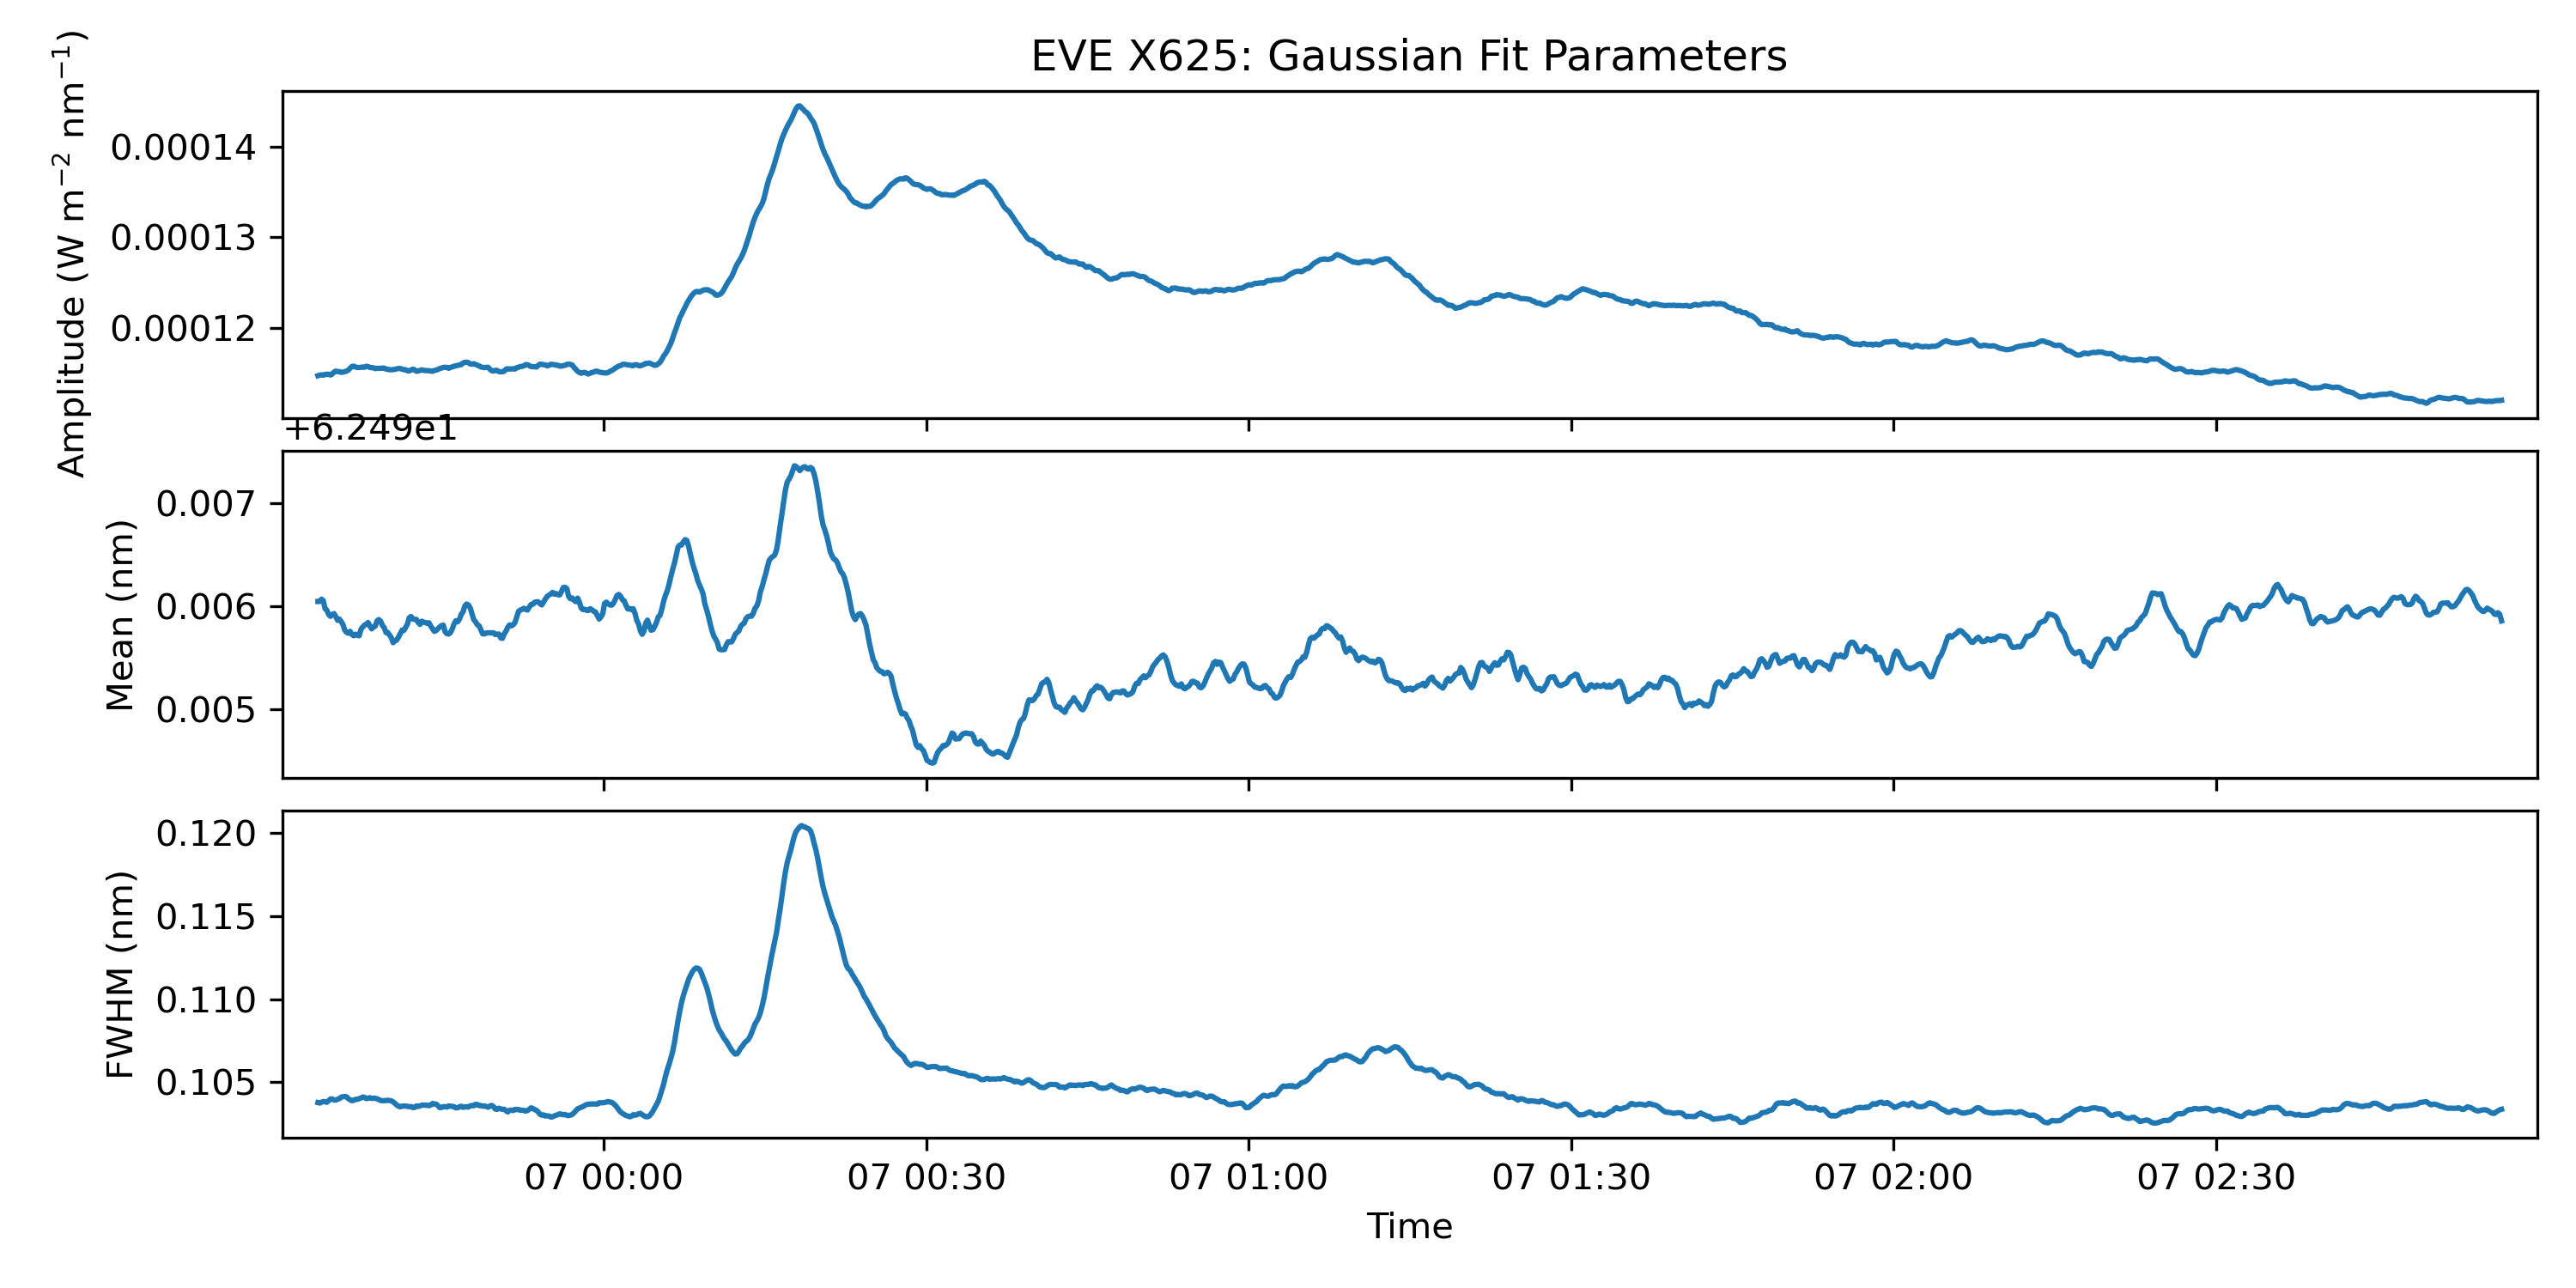 EVE X625: Gaussian Fit Parameters
Amplitude (W m⁻² nm⁻¹)
0.00014
0.00013
0.00012
+6.249e1
Mean (nm)
0.007
0.006
0.005
FWHM (nm)
0.120
0.115
0.110
0.105
07 00:00 07 00:30 07 01:00 07 01:30 07 02:00 07 02:30
Time